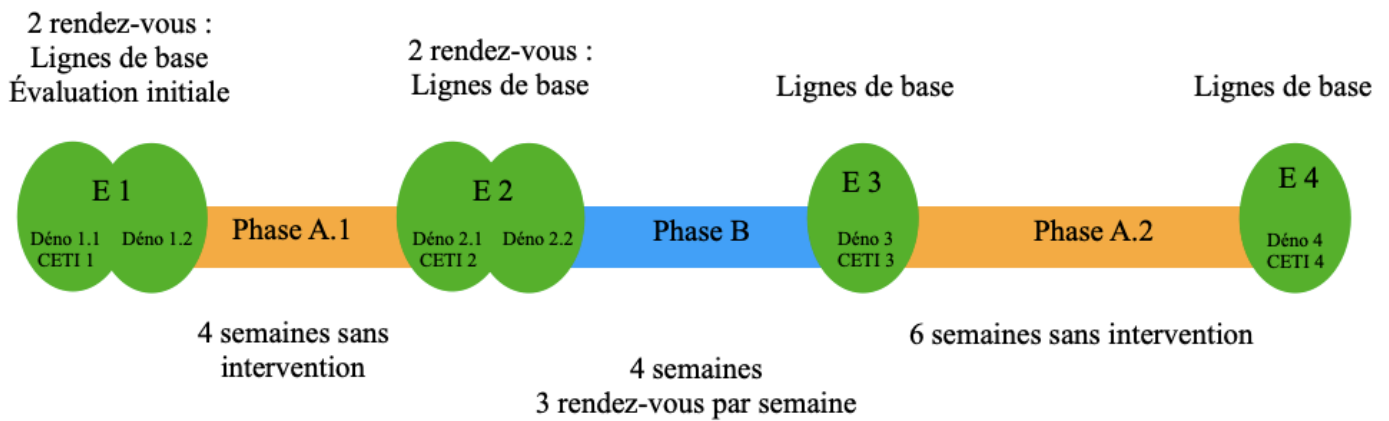 2 rendez-vous :
Lignes de base
Évaluation initiale
2 rendez-vous :
Lignes de base
Lignes de base
Lignes de base
E 1
Déno 1.1
CETI 1
Déno 1.2
Phase A.1
E 2
Déno 2.1
CETI 2
Déno 2.2
Phase B
E 3
Déno 3
CETI 3
Phase A.2
E 4
Déno 4
CETI 4
4 semaines sans
intervention
4 semaines
3 rendez-vous par semaine
6 semaines sans intervention